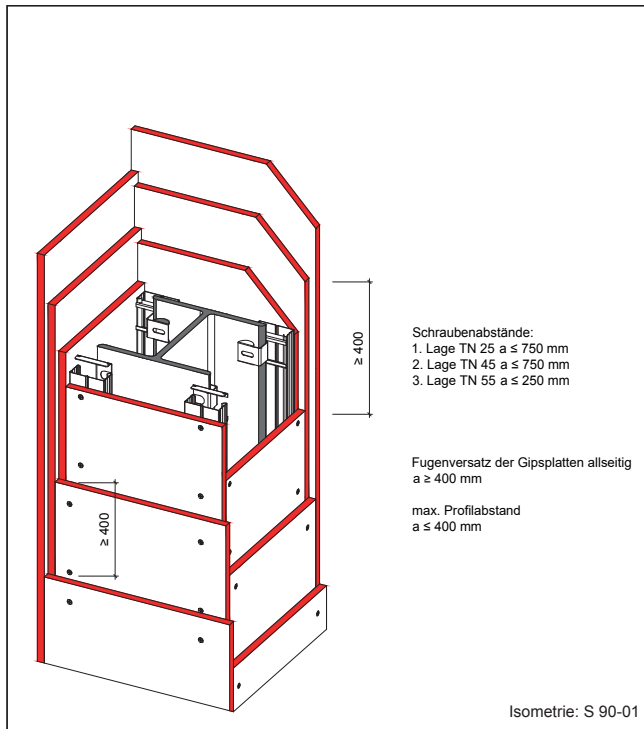 ≥ 400
Schraubenabstände:
1. Lage TN 25 a ≤ 750 mm
2. Lage TN 45 a ≤ 750 mm
3. Lage TN 55 a ≤ 250 mm
Fugenversatz der Gipsplatten allseitig
a ≥ 400 mm
max. Profilabstand
a ≤ 400 mm
≥ 400
Isometrie: S 90-01